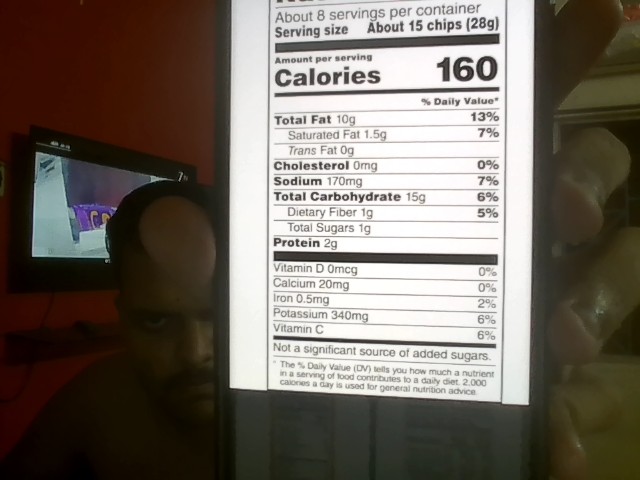 About 8 servings per container
Serving size About 15 chips (28g)
Amount per serving
Calories 160
% Daily Value*
Total Fat 10g 13%
Saturated Fat 1.5g 7%
Trans Fat 0g
Cholesterol 0mg 0%
Sodium 170mg 7%
Total Carbohydrate 15g 6%
Dietary Fiber 1g 5%
Total Sugars 1g
Protein 2g
Vitamin D 0mcg 0%
Calcium 20mg 0%
Iron 0.5mg 2%
Potassium 340mg 6%
Vitamin C 6%
Not a significant source of added sugars.
* The % Daily Value (DV) tells you how much a nutrient
in a serving of food contributes to a daily diet. 2,000
calories a day is used for general nutrition advice.